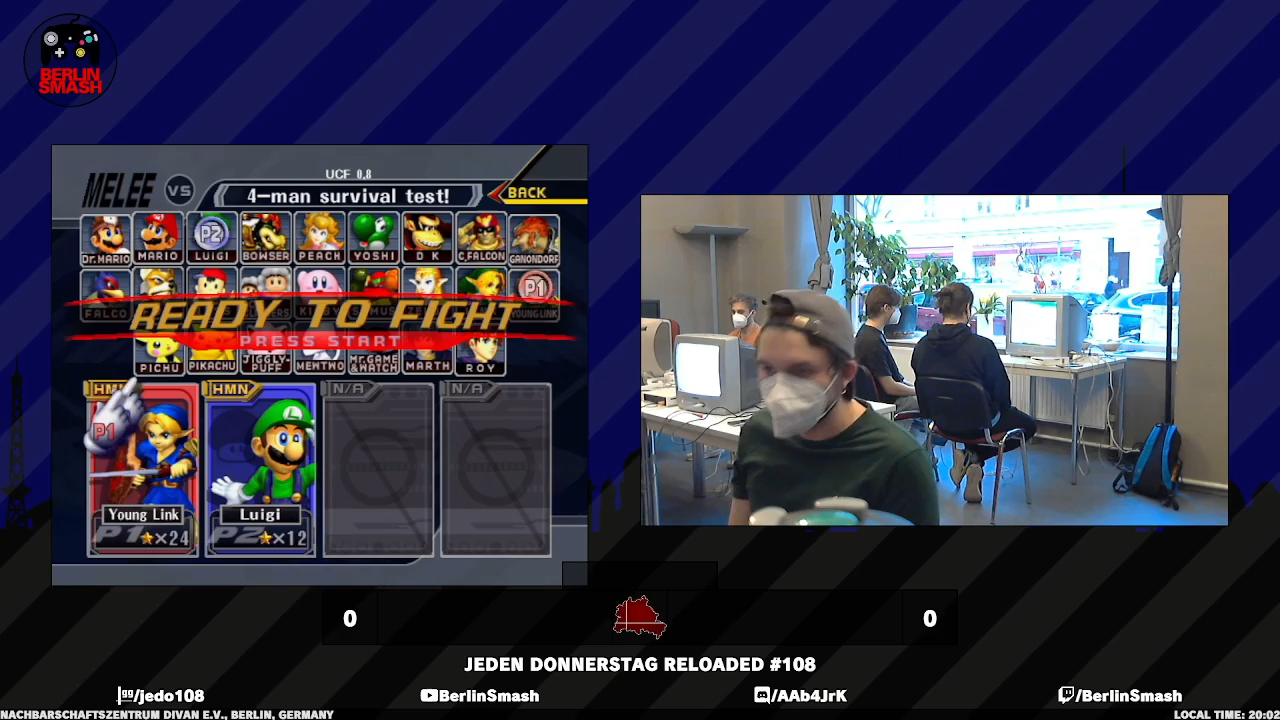 BERLIN
SMASH
UCF 0.8
MELEE VS
4-man survival test!
BACK
Dr.MARIO MARIO P2 LUIGI BOWSER PEACH YOSHI D K C.FALCON GANONDORF
FALCO P1 YOUNG LINK
READY TO FIGHT
PRESS START
PICHU PIKACHU JIGGLY-PUFF MEWTWO Mr.GAME &WATCH MARTH ROY
HMN HMN N/A N/A
P1
Young Link Luigi
P1 ×24 P2 ×12
0 0
JEDEN DONNERSTAG RELOADED #108
gg/jedo108 BerlinSmash /AAb4JrK /BerlinSmash
NACHBARSCHAFTSZENTRUM DIVAN E.V., BERLIN, GERMANY LOCAL TIME: 20:02